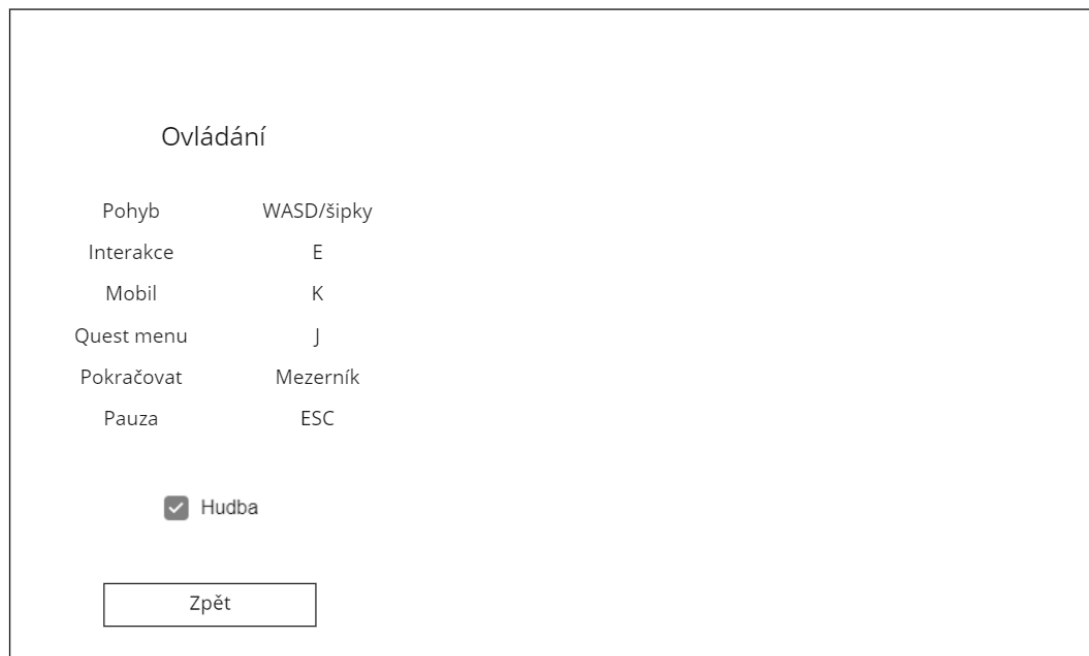 Ovládání
Pohyb WASD/šipky
Interakce E
Mobil K
Quest menu J
Pokračovat Mezerník
Pauza ESC
Hudba
Zpět